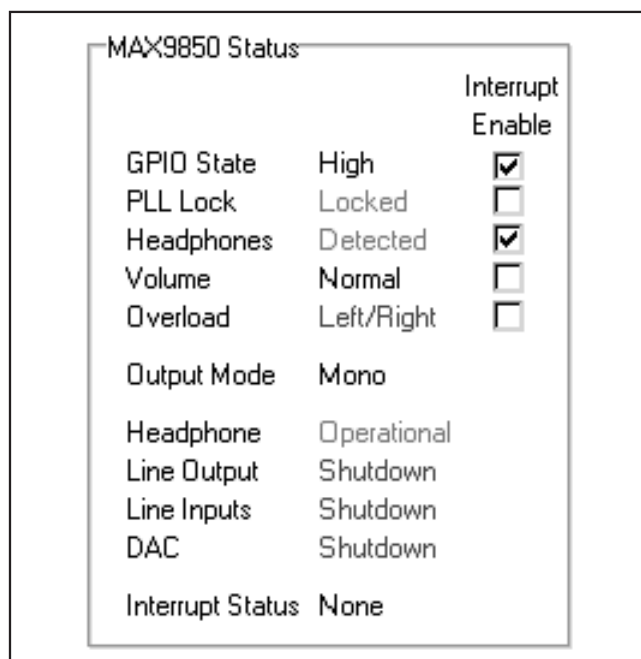 MAX9850 Status
Interrupt
Enable
GPIO State High
PLL Lock Locked
Headphones Detected
Volume Normal
Overload Left/Right
Output Mode Mono
Headphone Operational
Line Output Shutdown
Line Inputs Shutdown
DAC Shutdown
Interrupt Status None